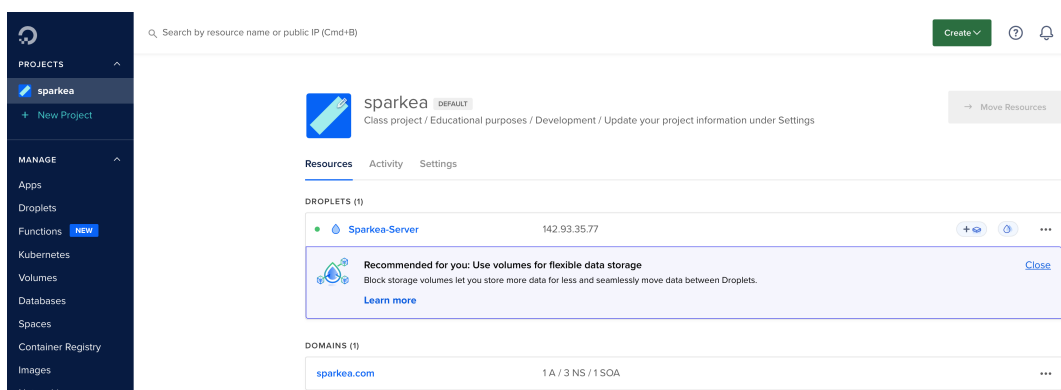 Search by resource name or public IP (Cmd+B)
Create
PROJECTS
sparkea
+ New Project
MANAGE
Apps
Droplets
Functions NEW
Kubernetes
Volumes
Databases
Spaces
Container Registry
Images
sparkea DEFAULT
Class project / Educational purposes / Development / Update your project information under Settings
→ Move Resources
Resources Activity Settings
DROPLETS (1)
Sparkea-Server 142.93.35.77
Recommended for you: Use volumes for flexible data storage
Close
Block storage volumes let you store more data for less and seamlessly move data between Droplets.
Learn more
DOMAINS (1)
sparkea.com 1 A / 3 NS / 1 SOA